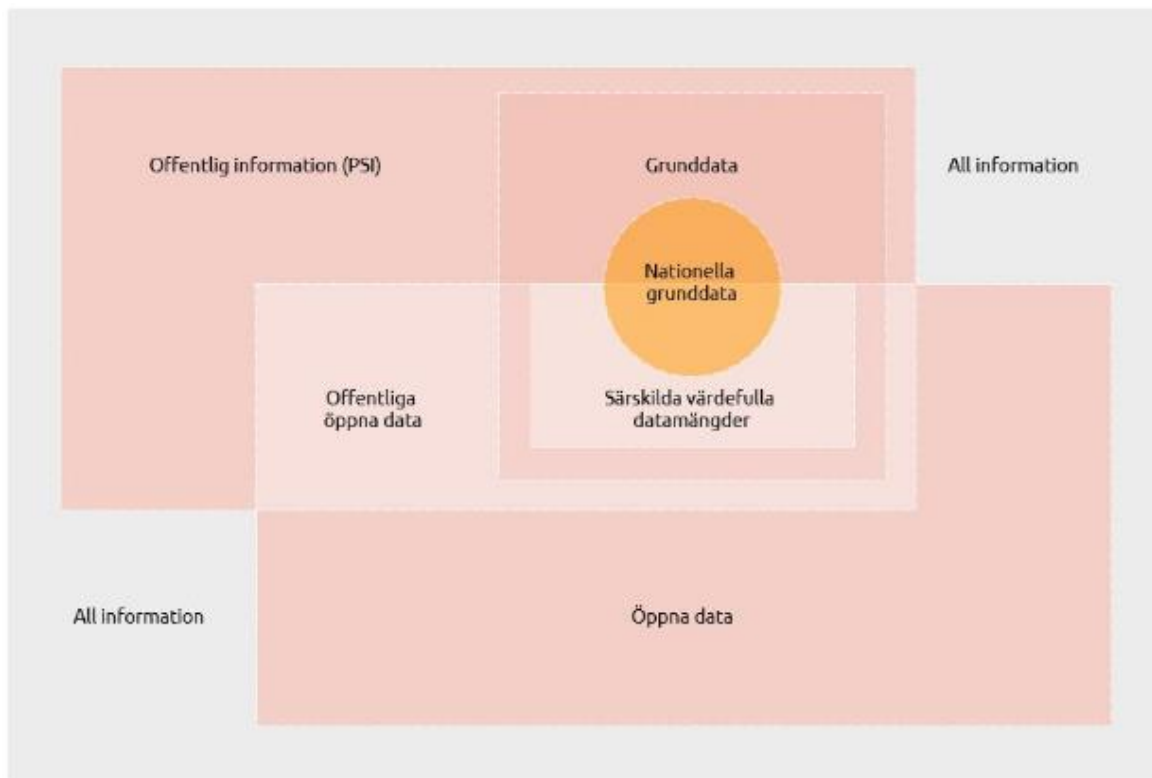 Offentlig information (PSI)
Grunddata
All information
Nationella
grunddata
Offentliga
öppna data
Särskilda värdefulla
datamängder
All information
Öppna data